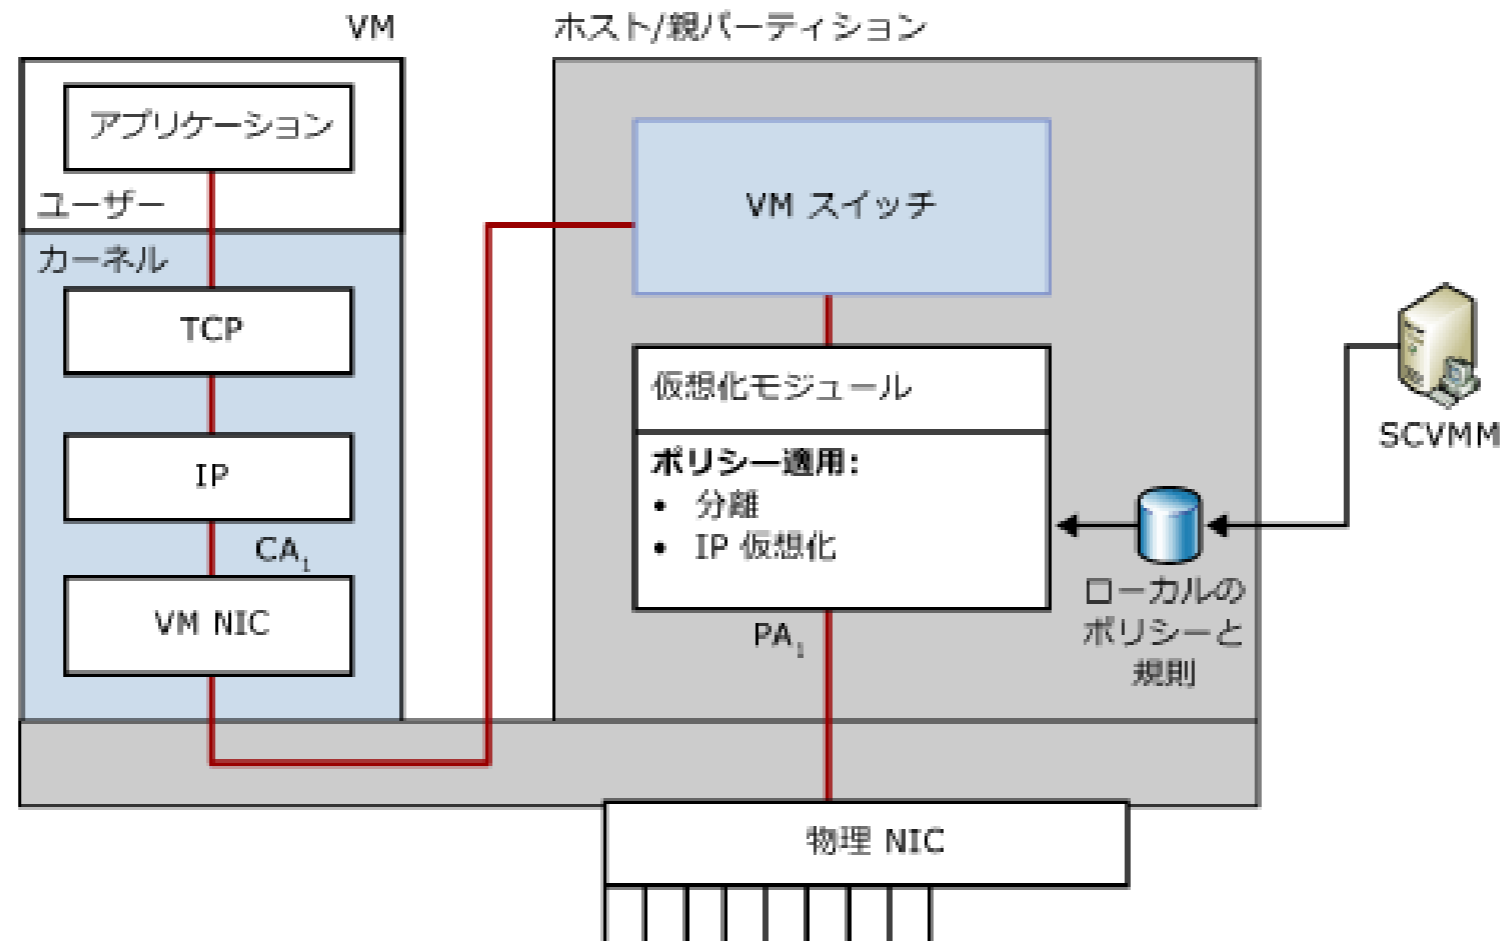 VM
ホスト/親パーティション
アプリケーション
ユーザー
カーネル
TCP
IP
CA1
VM NIC
VM スイッチ
仮想化モジュール
ポリシー適用:
• 分離
• IP 仮想化
PA1
ローカルの
ポリシーと
規則
SCVMM
物理 NIC